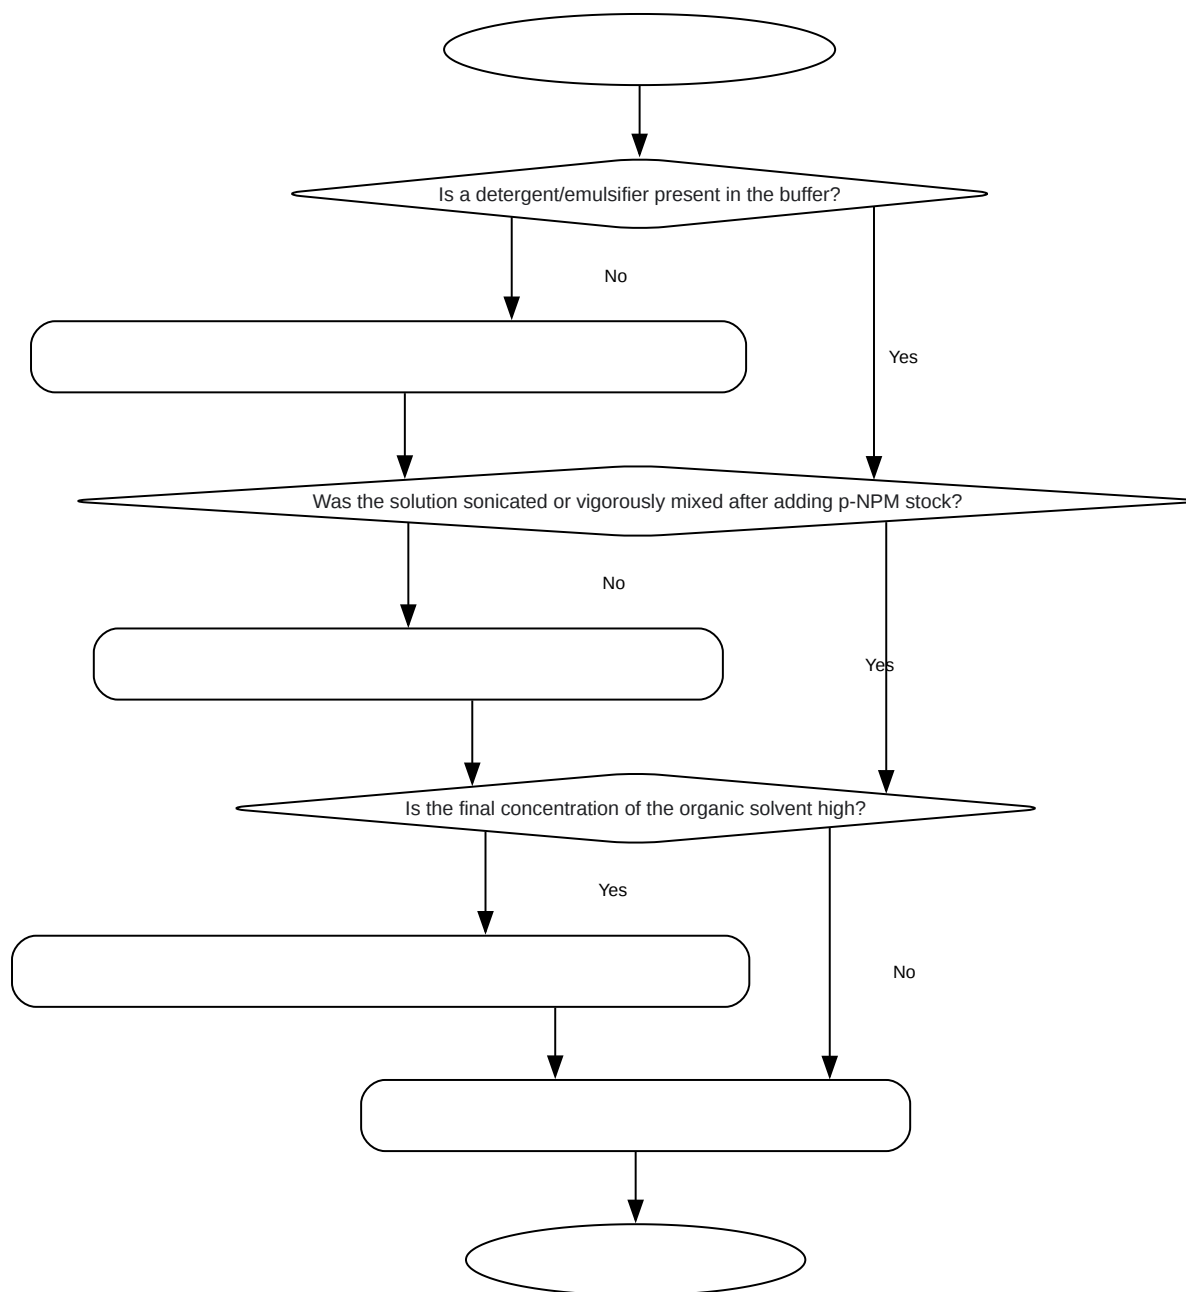 Is a detergent/emulsifier present in the buffer?
No
Yes
Was the solution sonicated or vigorously mixed after adding p-NPM stock?
No
Yes
Is the final concentration of the organic solvent high?
Yes
No